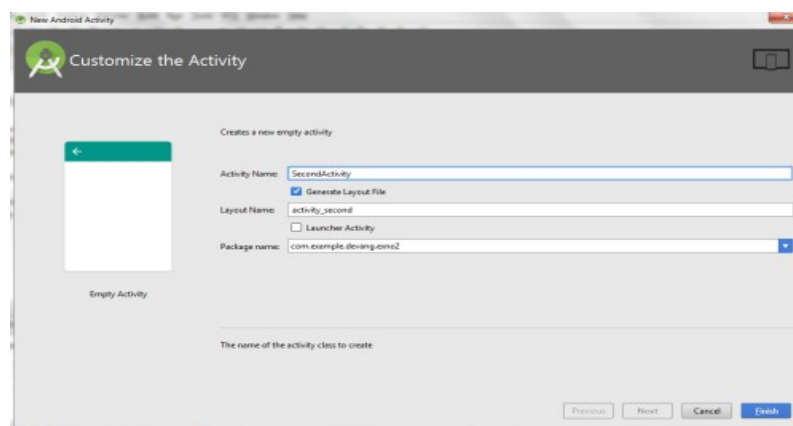 New Android Activity
Customize the Activity
Creates a new empty activity
Activity Name: SecondActivity
Generate Layout File
Layout Name: activity_second
Launcher Activity
Package name: com.example.devang.exno2
Empty Activity
The name of the activity class to create
Previous Next Cancel Finish